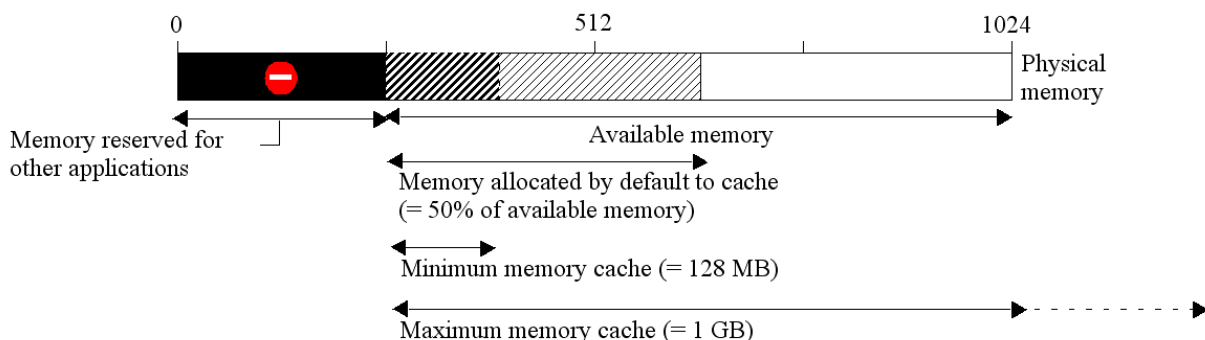 0
512
1024
Physical
memory
Memory reserved for
other applications
Available memory
Memory allocated by default to cache
(= 50% of available memory)
Minimum memory cache (= 128 MB)
Maximum memory cache (= 1 GB)